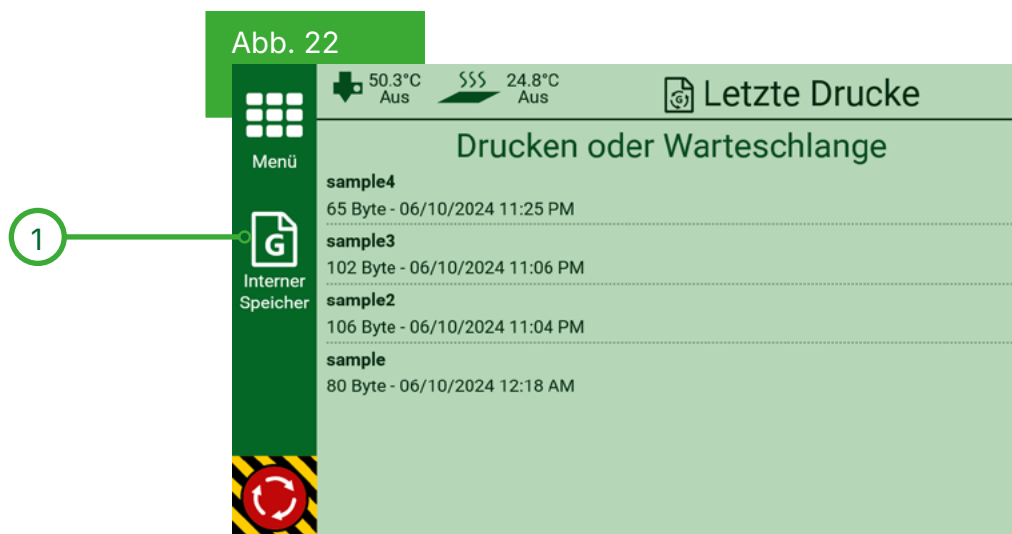 Abb. 22
50.3°C
Aus
24.8°C
Aus
Letzte Drucke
Menü
Drucken oder Warteschlange
sample4
65 Byte - 06/10/2024 11:25 PM
1
G
Interner
Speicher
sample3
102 Byte - 06/10/2024 11:06 PM
sample2
106 Byte - 06/10/2024 11:04 PM
sample
80 Byte - 06/10/2024 12:18 AM